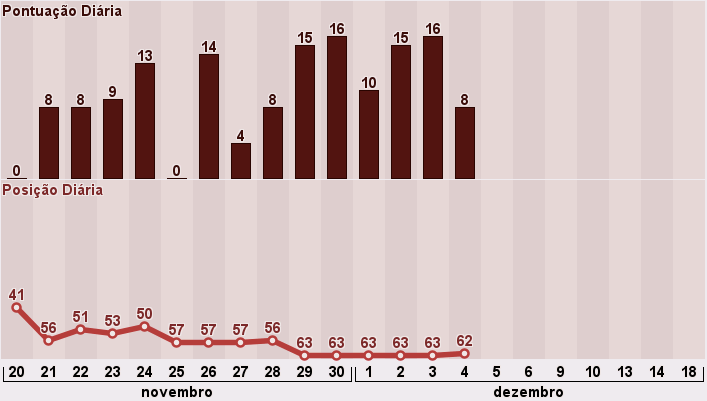 Pontuação Diária
0 8 8 9 13 0 14 4 8 15 16 10 15 16 8
Posição Diária
41 56 51 53 50 57 57 57 56 63 63 63 63 63 62
20 21 22 23 24 25 26 27 28 29 30 1 2 3 4 5 6 9 10 13 14 18
novembro dezembro